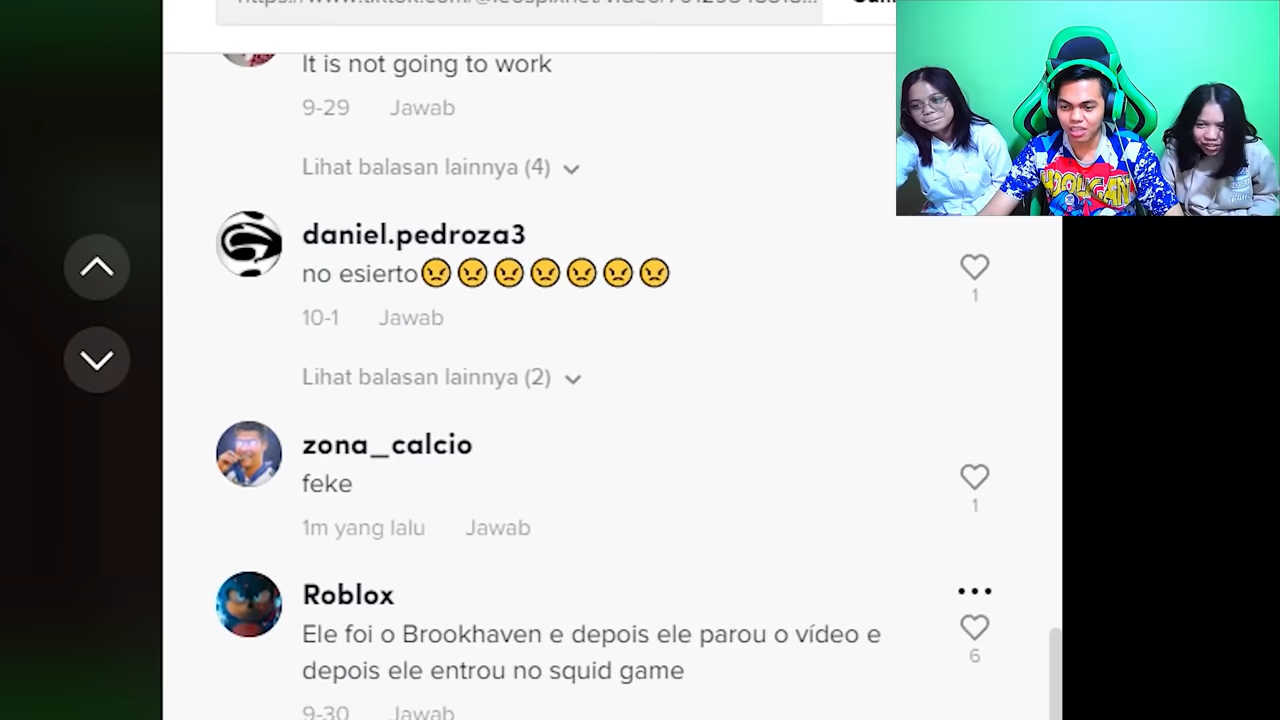 It is not going to work
9-29 Jawab
Lihat balasan lainnya (4)
daniel.pedroza3
no esierto😠😠😠😠😠😠😠
10-1 Jawab
1
Lihat balasan lainnya (2)
zona_calcio
feke
1m yang lalu Jawab
1
Roblox
Ele foi o Brookhaven e depois ele parou o vídeo e
depois ele entrou no squid game
6
9-30 Jawab
HOOLIGAN